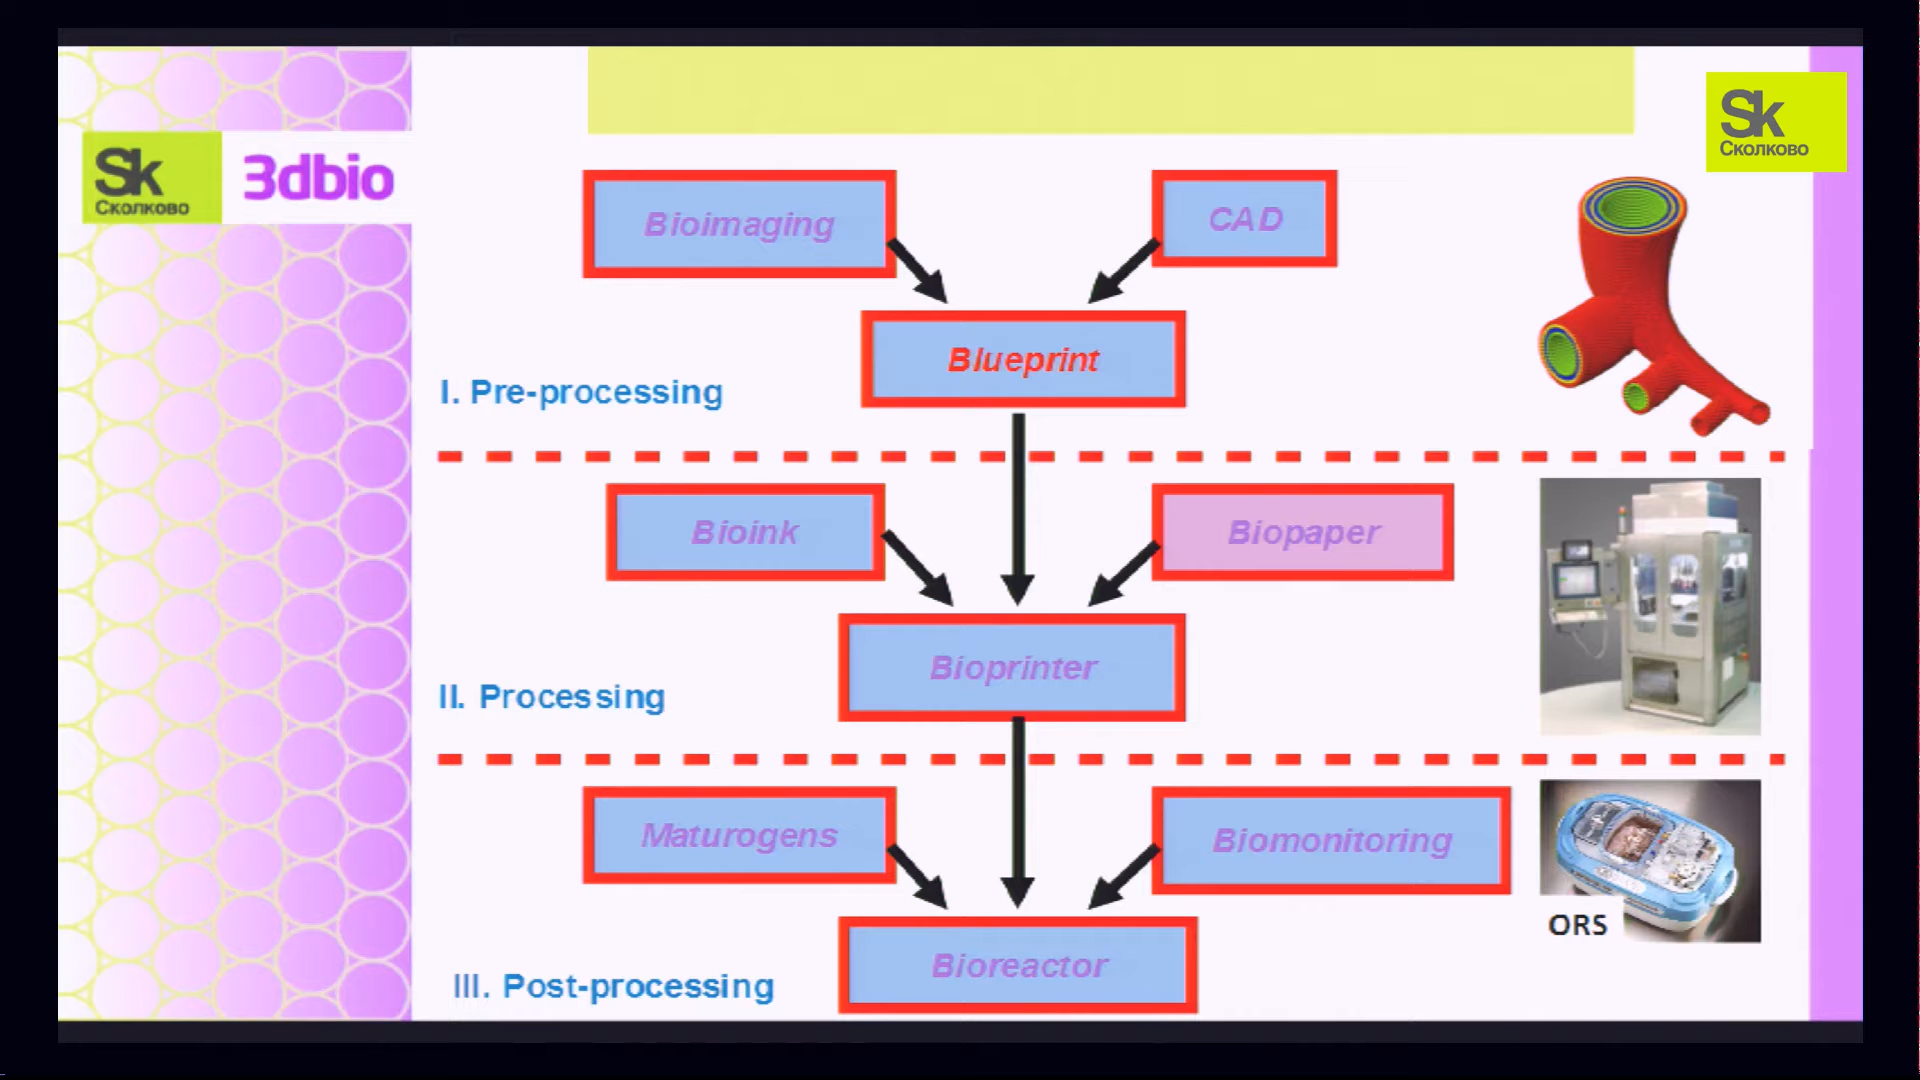 Sk
Сколково
3dbio
Sk
Сколково
Bioimaging
CAD
Blueprint
I. Pre-processing
Bioink
Biopaper
Bioprinter
II. Processing
Maturogens
Biomonitoring
ORS
Bioreactor
III. Post-processing